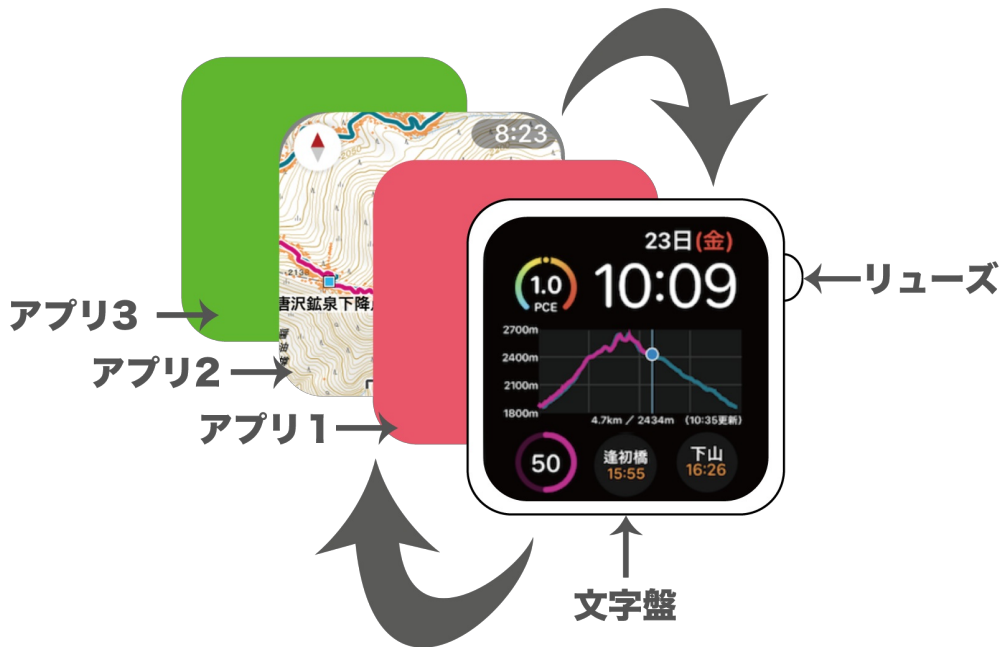 8:23
2138
唐沢鉱泉下降
アプリ3
アプリ2
アプリ1
23日(金)
10:09
1.0
PCE
2700m
2400m
2100m
1800m
4.7km / 2434m (10:35更新)
50
逢初橋
15:55
下山
16:26
リューズ
文字盤